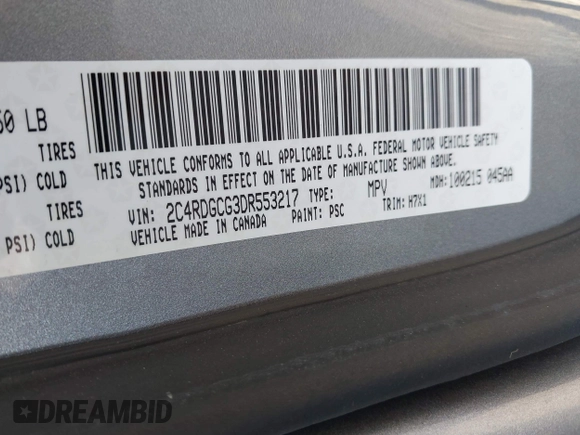 50 LB
TIRES
PSI) COLD
TIRES
PSI) COLD
THIS VEHICLE CONFORMS TO ALL APPLICABLE U.S.A. FEDERAL MOTOR VEHICLE SAFETY
STANDARDS IN EFFECT ON THE DATE OF MANUFACTURE SHOWN ABOVE.
VIN: 2C4RDGCG3DR553217 TYPE: MPV MDH: 100215 045AA
VEHICLE MADE IN CANADA PAINT: PSC TRIM: H7X1
DREAMBID